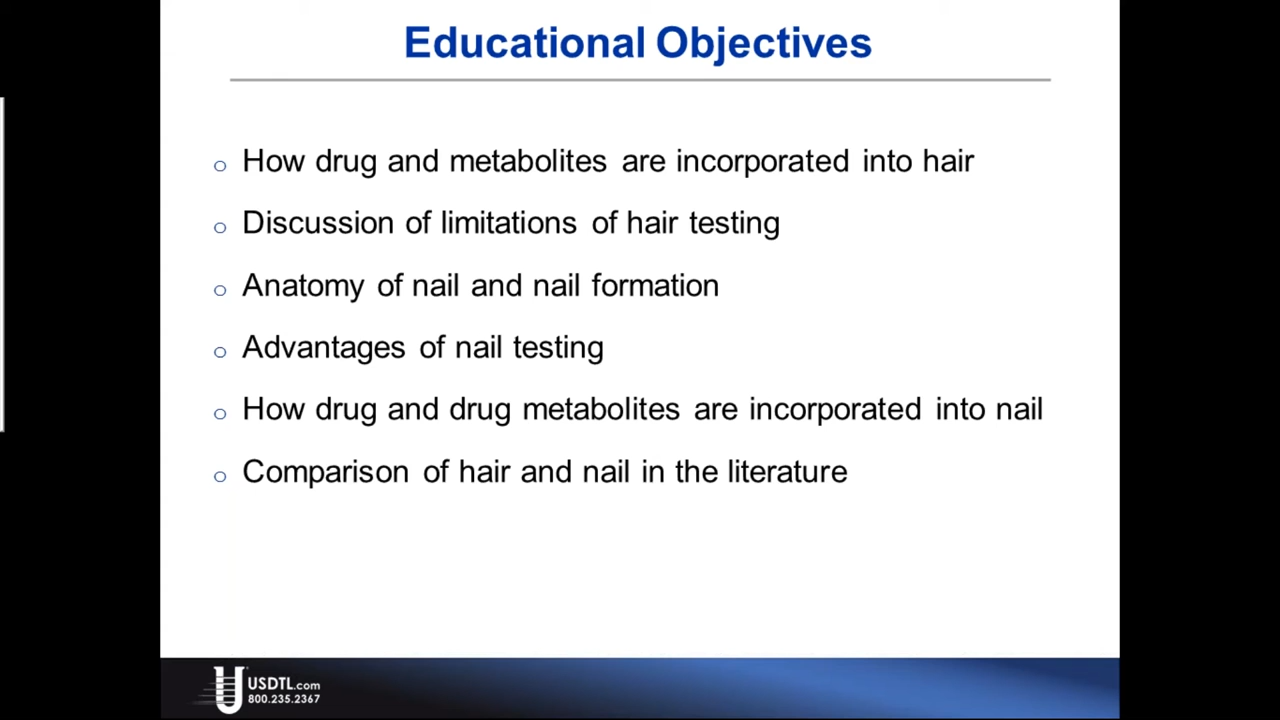 Educational Objectives
o How drug and metabolites are incorporated into hair
o Discussion of limitations of hair testing
o Anatomy of nail and nail formation
o Advantages of nail testing
o How drug and drug metabolites are incorporated into nail
o Comparison of hair and nail in the literature
USDTL.com
800.235.2367